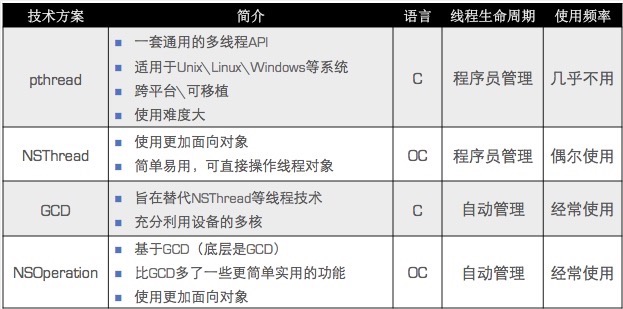 技术方案 简介 语言 线程生命周期 使用频率
pthread
一套通用的多线程API
适用于Unix\Linux\Windows等系统
跨平台\可移植
使用难度大
C 程序员管理 几乎不用
NSThread
使用更加面向对象
简单易用，可直接操作线程对象
OC 程序员管理 偶尔使用
GCD
旨在替代NSThread等线程技术
充分利用设备的多核
C 自动管理 经常使用
NSOperation
基于GCD（底层是GCD）
比GCD多了一些更简单实用的功能
使用更加面向对象
OC 自动管理 经常使用